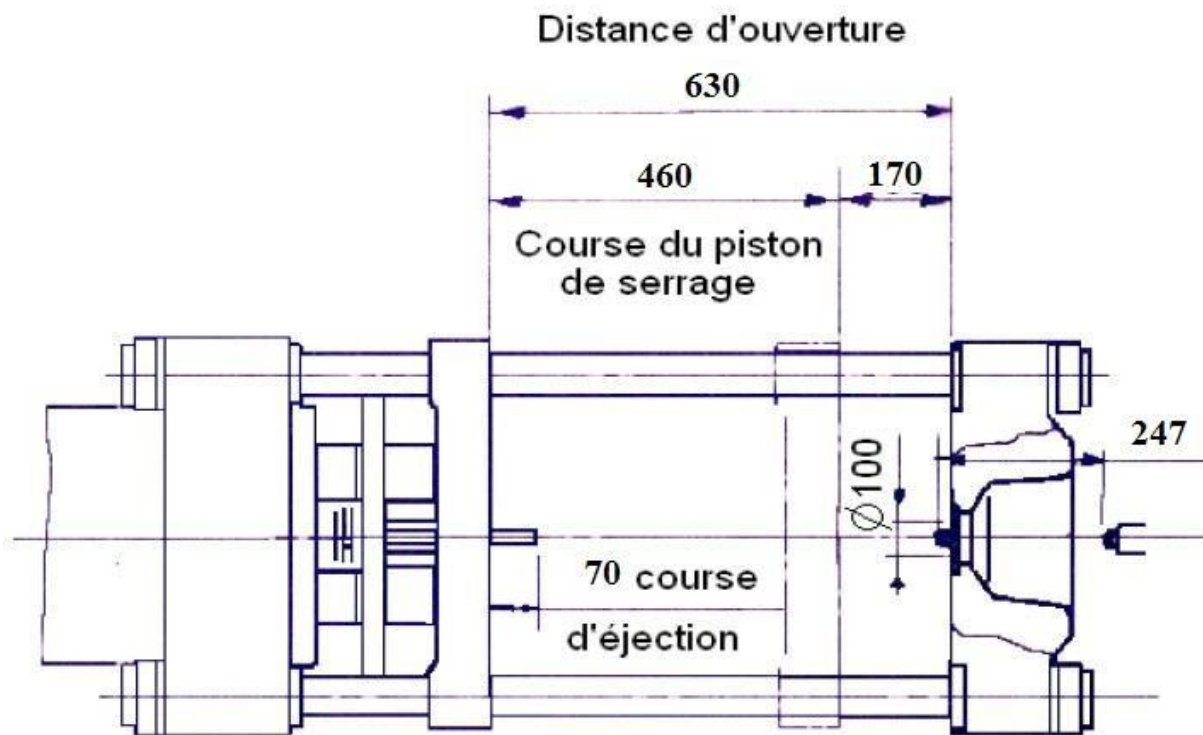 Distance d'ouverture
630
460
170
Course du piston
de serrage
247
Ø100
70 course
d'éjection